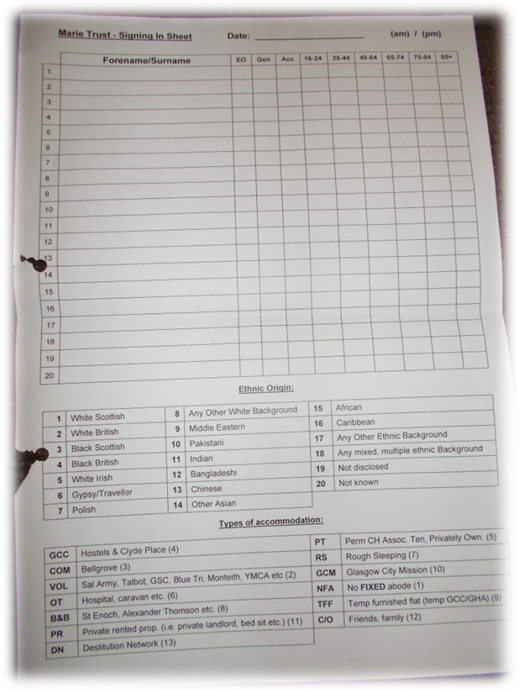 Marie Trust - Signing In Sheet Date: (am) / (pm)
Forename/Surname EO Gen Acc 16-24 25-44 45-64 65-74 75-84 85+
1
2
3
4
5
6
7
8
9
10
11
12
13
14
15
16
17
18
19
20
Ethnic Origin:
1 White Scottish
2 White British
3 Black Scottish
4 Black British
5 White Irish
6 Gypsy/Traveller
7 Polish
8 Any Other White Background
9 Middle Eastern
10 Pakistani
11 Indian
12 Bangladeshi
13 Chinese
14 Other Asian
15 African
16 Caribbean
17 Any Other Ethnic Background
18 Any mixed, multiple ethnic Background
19 Not disclosed
20 Not known
Types of accommodation:
GCC Hostels & Clyde Place (4)
COM Bellgrove (3)
VOL Sal Army, Talbot, GSC, Blue Tri, Monteith, YMCA etc (2)
OT Hospital, caravan etc. (6)
B&B St Enoch, Alexander Thomson etc (8)
PR Private rented prop. (i.e. private landlord, bed sit etc.) (11)
DN Destitution Network (13)
PT Perm CH Assoc. Ten, Privately Own. (5)
RS Rough Sleeping (7)
GCM Glasgow City Mission (10)
NFA No FIXED abode (1)
TFF Temp furnished flat (temp GCC/GHA) (9)
C/O Friends, family (12)